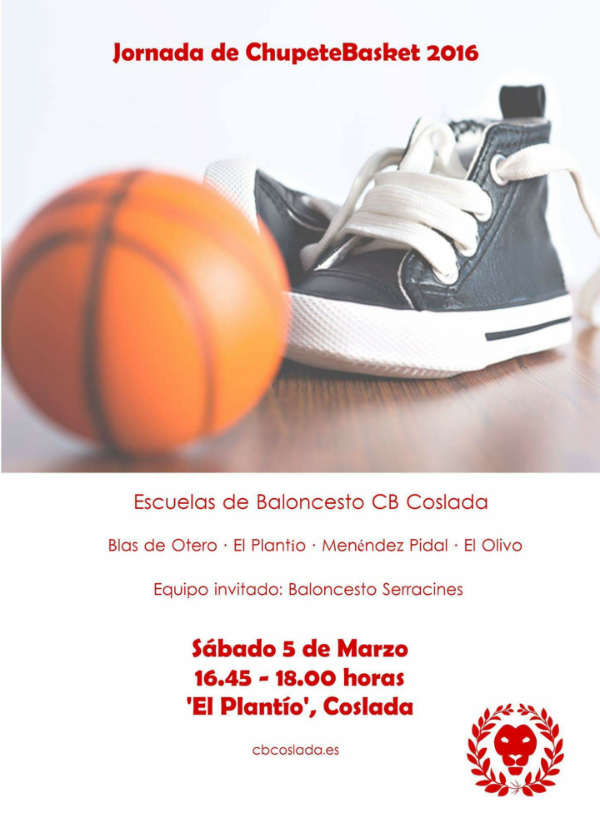 Jornada de ChupeteBasket 2016
Escuelas de Baloncesto CB Coslada
Blas de Otero · El Plantío · Menéndez Pidal · El Olivo
Equipo invitado: Baloncesto Serracines
Sábado 5 de Marzo
16.45 - 18.00 horas
'El Plantío', Coslada
cbcoslada.es